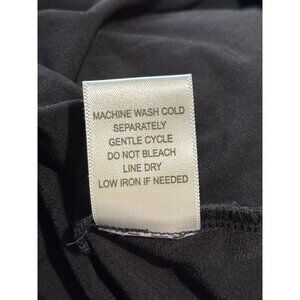 MACHINE WASH COLD
SEPARATELY
GENTLE CYCLE
DO NOT BLEACH
LINE DRY
LOW IRON IF NEEDED